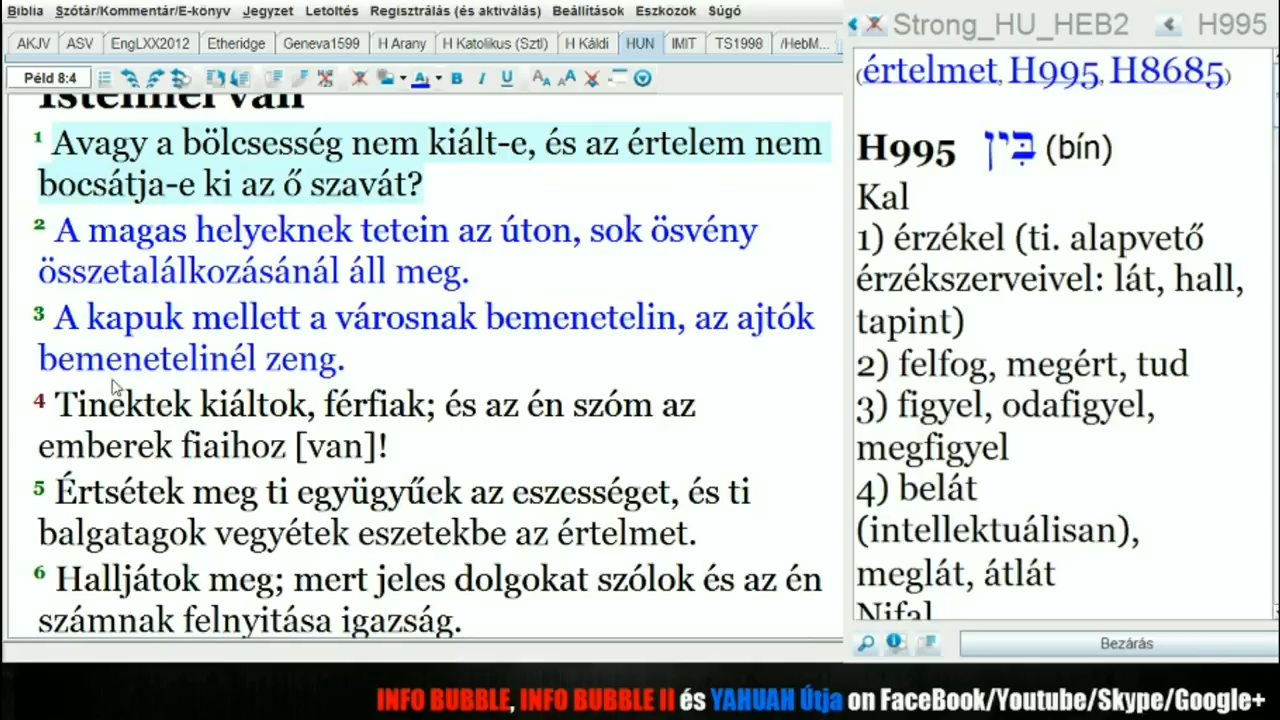 Biblia Szótár/Kommentár/E-könyv Jegyzet Letöltés Regisztrálás (és aktiválás) Beállítások Eszközök Súgó
AKJV ASV EngLXX2012 Etheridge Geneva1599 H Arany H Katolikus (SztI) H Káldi HUN IMIT TS1998 /HebM...
Péld 8:4
Istennel van
1 Avagy a bölcsesség nem kiált-e, és az értelem nem
bocsátja-e ki az ő szavát?
2 A magas helyeknek tetein az úton, sok ösvény
összetalálkozásánál áll meg.
3 A kapuk mellett a városnak bemenetelin, az ajtók
bemenetelinél zeng.
4 Tinéktek kiáltok, férfiak; és az én szóm az
emberek fiaihoz [van]!
5 Értsétek meg ti együgyűek az eszességet, és ti
balgatagok vegyétek eszetekbe az értelmet.
6 Halljátok meg; mert jeles dolgokat szólok és az én
számnak felnyitása igazság.
Strong_HU_HEB2 H995
(értelmet, H995, H8685)
H995 בִּין (bín)
Kal
1) érzékel (ti. alapvető
érzékszerveivel: lát, hall,
tapint)
2) felfog, megért, tud
3) figyel, odafigyel,
megfigyel
4) belát
(intellektuálisan),
meglát, átlát
Nifal
Bezárás
INFO BUBBLE, INFO BUBBLE II és YAHUAH Útja on FaceBook/Youtube/Skype/Google+